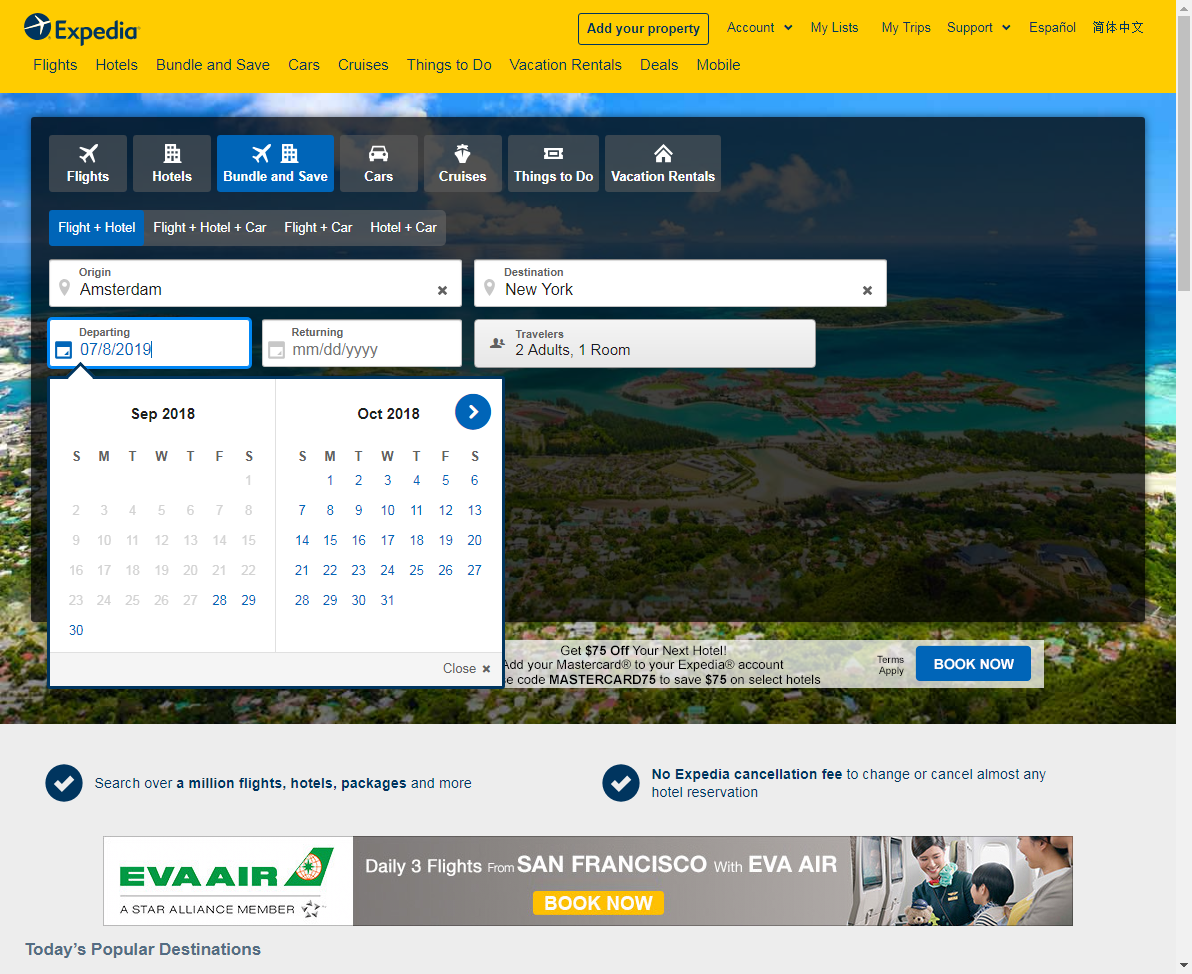 Expedia
Add your property
Account
My Lists
My Trips
Support
Español
简体中文
Flights
Hotels
Bundle and Save
Cars
Cruises
Things to Do
Vacation Rentals
Deals
Mobile
Flights
Hotels
Bundle and Save
Cars
Cruises
Things to Do
Vacation Rentals
Flight + Hotel
Flight + Hotel + Car
Flight + Car
Hotel + Car
Origin
Amsterdam
Destination
New York
Departing
07/8/2019
Returning
mm/dd/yyyy
Travelers
2 Adults, 1 Room
Sep 2018
S M T W T F S
1
2 3 4 5 6 7 8
9 10 11 12 13 14 15
16 17 18 19 20 21 22
23 24 25 26 27 28 29
30
Oct 2018
S M T W T F S
1 2 3 4 5 6
7 8 9 10 11 12 13
14 15 16 17 18 19 20
21 22 23 24 25 26 27
28 29 30 31
Close
Get $75 Off Your Next Hotel!
Add your Mastercard® to your Expedia® account
code MASTERCARD75 to save $75 on select hotels
Terms
Apply
BOOK NOW
Search over a million flights, hotels, packages and more
No Expedia cancellation fee to change or cancel almost any
hotel reservation
EVA AIR
A STAR ALLIANCE MEMBER
Daily 3 Flights From SAN FRANCISCO With EVA AIR
BOOK NOW
Today's Popular Destinations